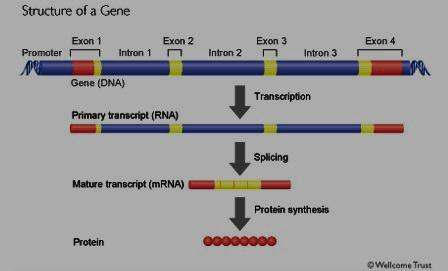 Structure of a Gene
Exon 1 Exon 2 Exon 3 Exon 4
Promoter Intron 1 Intron 2 Intron 3
Gene (DNA)
Transcription
Primary transcript (RNA)
Splicing
Mature transcript (mRNA)
Protein synthesis
Protein
© Wellcome Trust